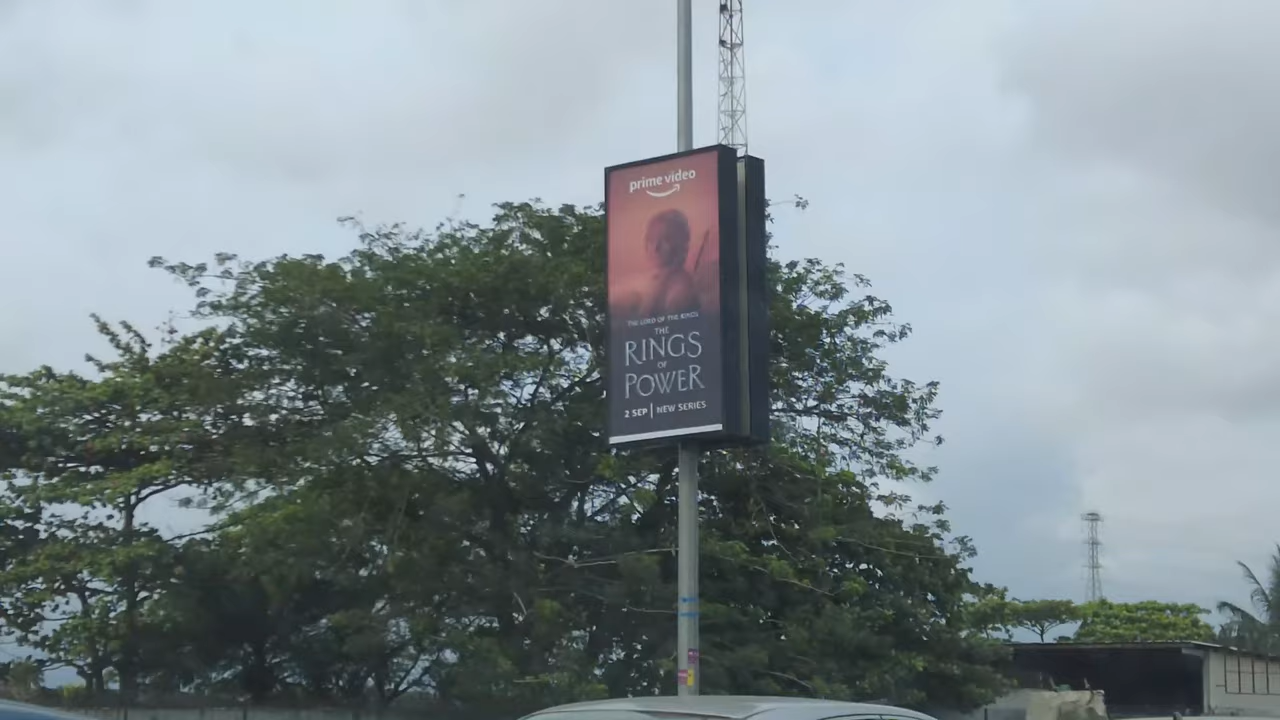 prime video
THE LORD OF THE RINGS
THE
RINGS
OF
POWER
2 SEP | NEW SERIES